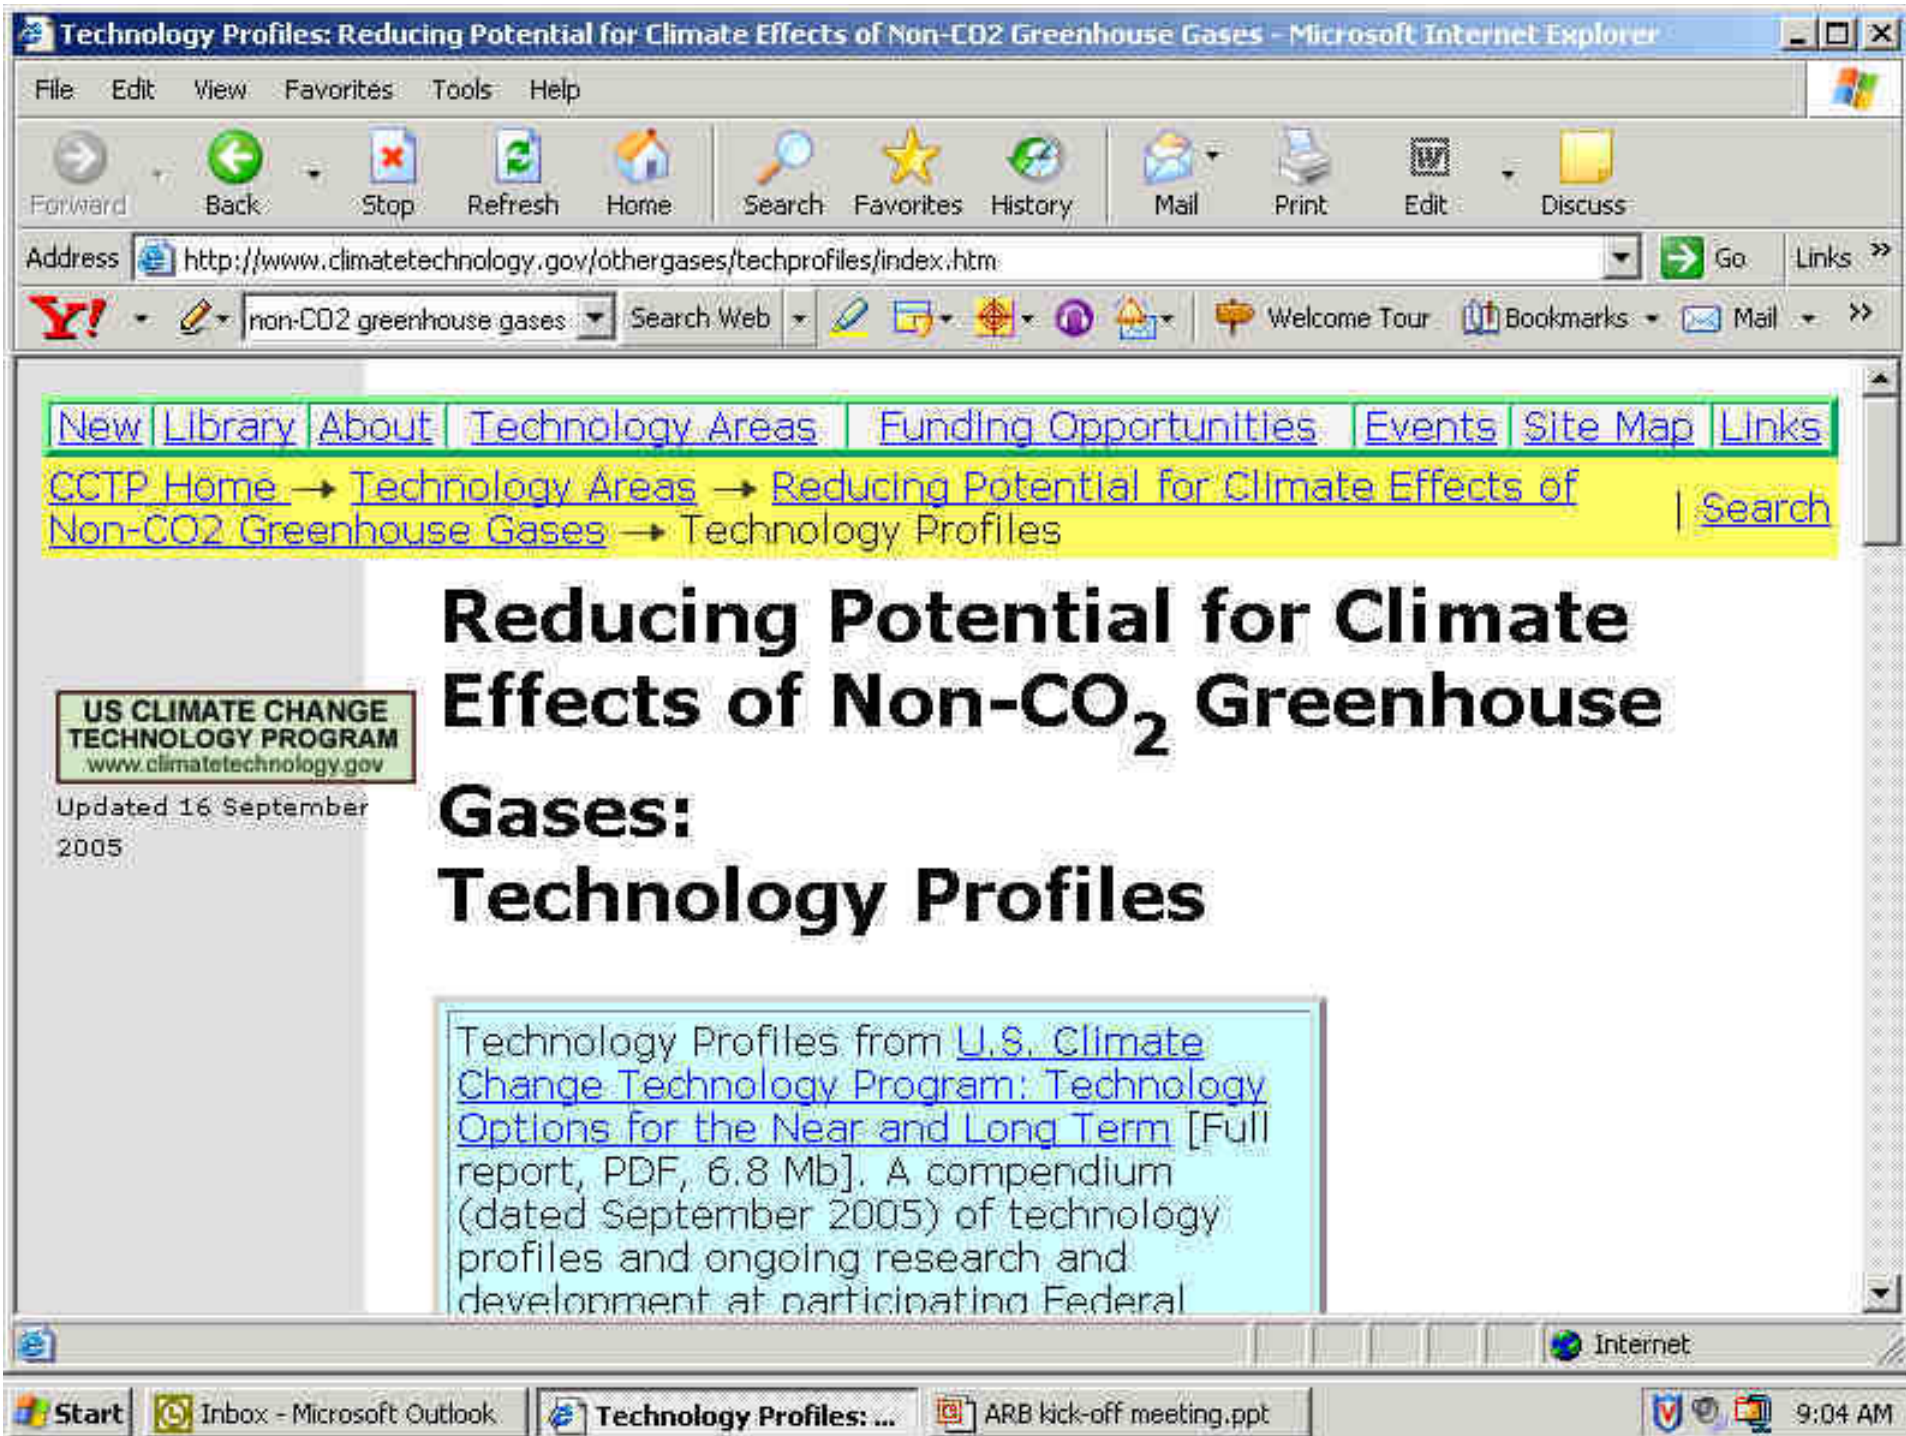 Technology Profiles: Reducing Potential for Climate Effects of Non-CO2 Greenhouse Gases - Microsoft Internet Explorer
File Edit View Favorites Tools Help
Forward Back Stop Refresh Home Search Favorites History Mail Print Edit Discuss
Address http://www.climatetechnology.gov/othergases/techprofiles/index.htm Go Links »
Y! non-CO2 greenhouse gases Search Web Welcome Tour Bookmarks Mail »
New Library About Technology Areas Funding Opportunities Events Site Map Links
CCTP Home → Technology Areas → Reducing Potential for Climate Effects of
Non-CO2 Greenhouse Gases → Technology Profiles | Search
Reducing Potential for Climate
Effects of Non-CO₂ Greenhouse
Gases:
Technology Profiles
US CLIMATE CHANGE
TECHNOLOGY PROGRAM
www.climatetechnology.gov
Updated 16 September
2005
Technology Profiles from U.S. Climate
Change Technology Program: Technology
Options for the Near and Long Term [Full
report, PDF, 6.8 Mb]. A compendium
(dated September 2005) of technology
profiles and ongoing research and
development at participating Federal
Internet
Start Inbox - Microsoft Outlook Technology Profiles: ... ARB kick-off meeting.ppt 9:04 AM